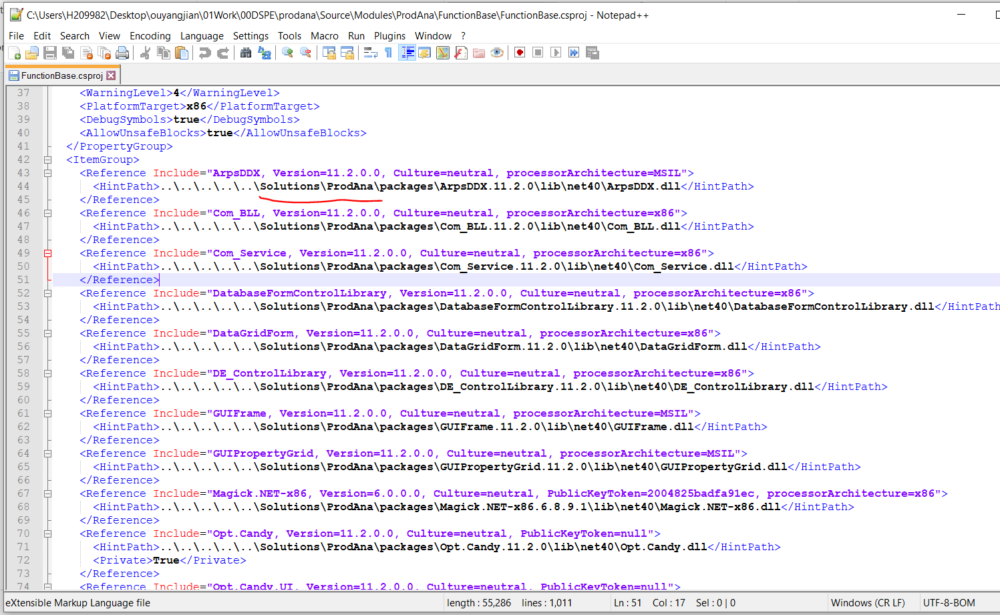 C:\Users\H209982\Desktop\ouyangjian\01Work\00DSPE\prodana\Source\Modules\ProdAna\FunctionBase\FunctionBase.csproj - Notepad++
File Edit Search View Encoding Language Settings Tools Macro Run Plugins Window ?
FunctionBase.csproj
37 <WarningLevel>4</WarningLevel>
38 <PlatformTarget>x86</PlatformTarget>
39 <DebugSymbols>true</DebugSymbols>
40 <AllowUnsafeBlocks>true</AllowUnsafeBlocks>
41 </PropertyGroup>
42 <ItemGroup>
43 <Reference Include="ArpsDDX, Version=11.2.0.0, Culture=neutral, processorArchitecture=MSIL">
44 <HintPath>..\..\..\..\..\Solutions\ProdAna\packages\ArpsDDX.11.2.0\lib\net40\ArpsDDX.dll</HintPath>
45 </Reference>
46 <Reference Include="Com_BLL, Version=11.2.0.0, Culture=neutral, processorArchitecture=x86">
47 <HintPath>..\..\..\..\..\Solutions\ProdAna\packages\Com_BLL.11.2.0\lib\net40\Com_BLL.dll</HintPath>
48 </Reference>
49 <Reference Include="Com_Service, Version=11.2.0.0, Culture=neutral, processorArchitecture=x86">
50 <HintPath>..\..\..\..\..\Solutions\ProdAna\packages\Com_Service.11.2.0\lib\net40\Com_Service.dll</HintPath>
51 </Reference>
52 <Reference Include="DatabaseFormControlLibrary, Version=11.2.0.0, Culture=neutral, processorArchitecture=x86">
53 <HintPath>..\..\..\..\..\Solutions\ProdAna\packages\DatabaseFormControlLibrary.11.2.0\lib\net40\DatabaseFormControlLibrary.dll</HintPath
54 </Reference>
55 <Reference Include="DataGridForm, Version=11.2.0.0, Culture=neutral, processorArchitecture=x86">
56 <HintPath>..\..\..\..\..\Solutions\ProdAna\packages\DataGridForm.11.2.0\lib\net40\DataGridForm.dll</HintPath>
57 </Reference>
58 <Reference Include="DE_ControlLibrary, Version=11.2.0.0, Culture=neutral, processorArchitecture=x86">
59 <HintPath>..\..\..\..\..\Solutions\ProdAna\packages\DE_ControlLibrary.11.2.0\lib\net40\DE_ControlLibrary.dll</HintPath>
60 </Reference>
61 <Reference Include="GUIFrame, Version=11.2.0.0, Culture=neutral, processorArchitecture=MSIL">
62 <HintPath>..\..\..\..\..\Solutions\ProdAna\packages\GUIFrame.11.2.0\lib\net40\GUIFrame.dll</HintPath>
63 </Reference>
64 <Reference Include="GUIPropertyGrid, Version=11.2.0.0, Culture=neutral, processorArchitecture=MSIL">
65 <HintPath>..\..\..\..\..\Solutions\ProdAna\packages\GUIPropertyGrid.11.2.0\lib\net40\GUIPropertyGrid.dll</HintPath>
66 </Reference>
67 <Reference Include="Magick.NET-x86, Version=6.0.0.0, Culture=neutral, PublicKeyToken=2004825badfa91ec, processorArchitecture=x86">
68 <HintPath>..\..\..\..\..\Solutions\ProdAna\packages\Magick.NET-x86.6.8.9.1\lib\net40\Magick.NET-x86.dll</HintPath>
69 </Reference>
70 <Reference Include="Opt.Candy, Version=11.2.0.0, Culture=neutral, PublicKeyToken=null">
71 <HintPath>..\..\..\..\..\Solutions\ProdAna\packages\Opt.Candy.11.2.0\lib\net40\Opt.Candy.dll</HintPath>
72 <Private>True</Private>
73 </Reference>
74 <Reference Include="Opt.Candy.UI, Version=11.2.0.0, Culture=neutral, PublicKeyToken=null">
eXtensible Markup Language file length : 55,286 lines : 1,011 Ln : 51 Col : 17 Sel : 0 | 0 Windows (CR LF) UTF-8-BOM